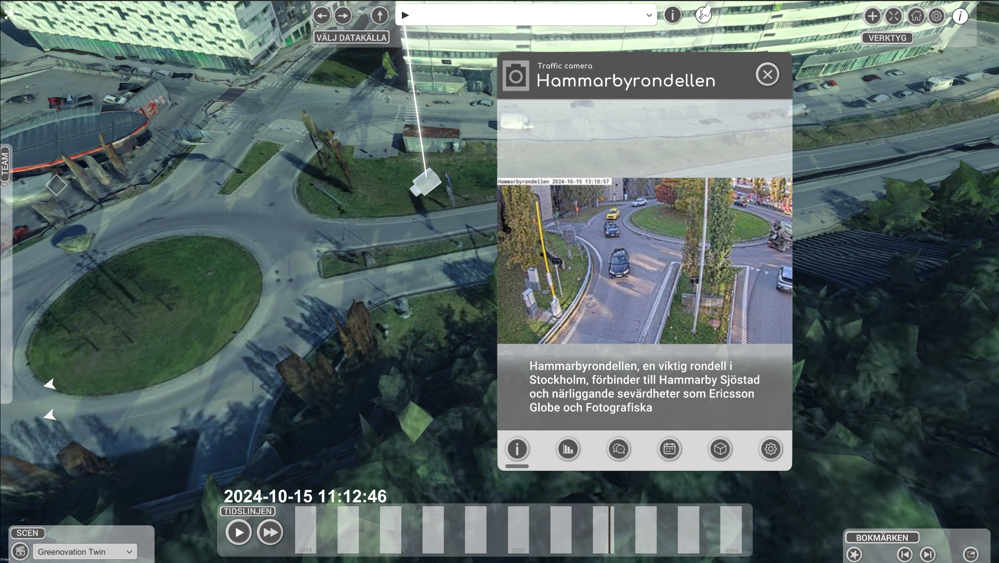 VÄLJ DATAKÄLLA
VERKTYG
Traffic camera
Hammarbyrondellen
TEAM
Hammarbyrondellen 2024-10-15 13:10:57
Hammarbyrondellen, en viktig rondell i
Stockholm, förbinder till Hammarby Sjöstad
och närliggande sevärdheter som Ericsson
Globe och Fotografiska
2024-10-15 11:12:46
TIDSLINJEN
2010
2020
2030
SCEN
Greenovation Twin
BOKMÄRKEN
Google